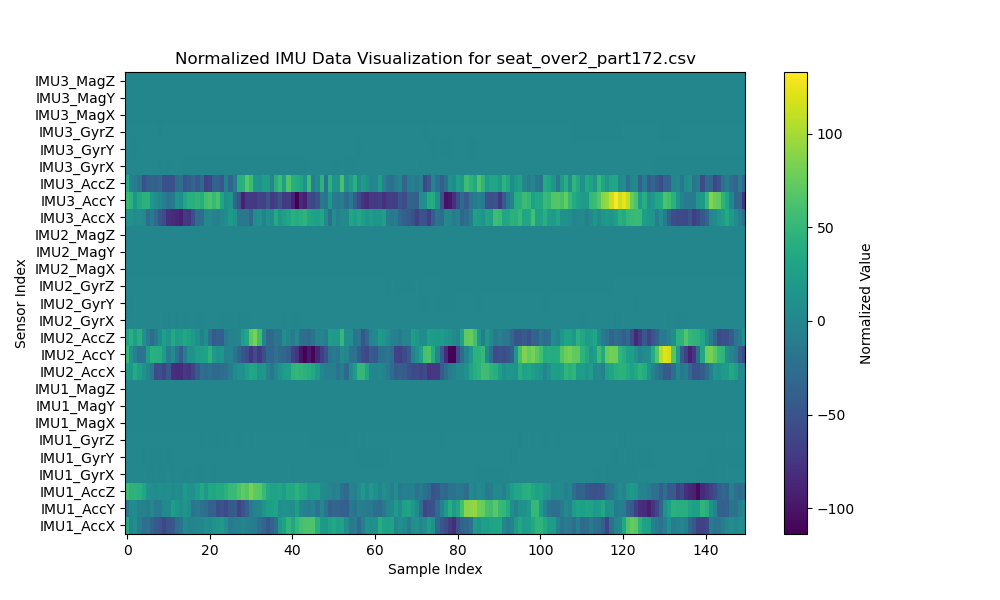 Normalized IMU Data Visualization for seat_over2_part172.csv
IMU3_MagZ
IMU3_MagY
IMU3_MagX
IMU3_GyrZ
IMU3_GyrY
IMU3_GyrX
IMU3_AccZ
IMU3_AccY
IMU3_AccX
IMU2_MagZ
IMU2_MagY
IMU2_MagX
IMU2_GyrZ
IMU2_GyrY
IMU2_GyrX
IMU2_AccZ
IMU2_AccY
IMU2_AccX
IMU1_MagZ
IMU1_MagY
IMU1_MagX
IMU1_GyrZ
IMU1_GyrY
IMU1_GyrX
IMU1_AccZ
IMU1_AccY
IMU1_AccX
Sensor Index
0 20 40 60 80 100 120 140
Sample Index
100
50
0
−50
−100
Normalized Value